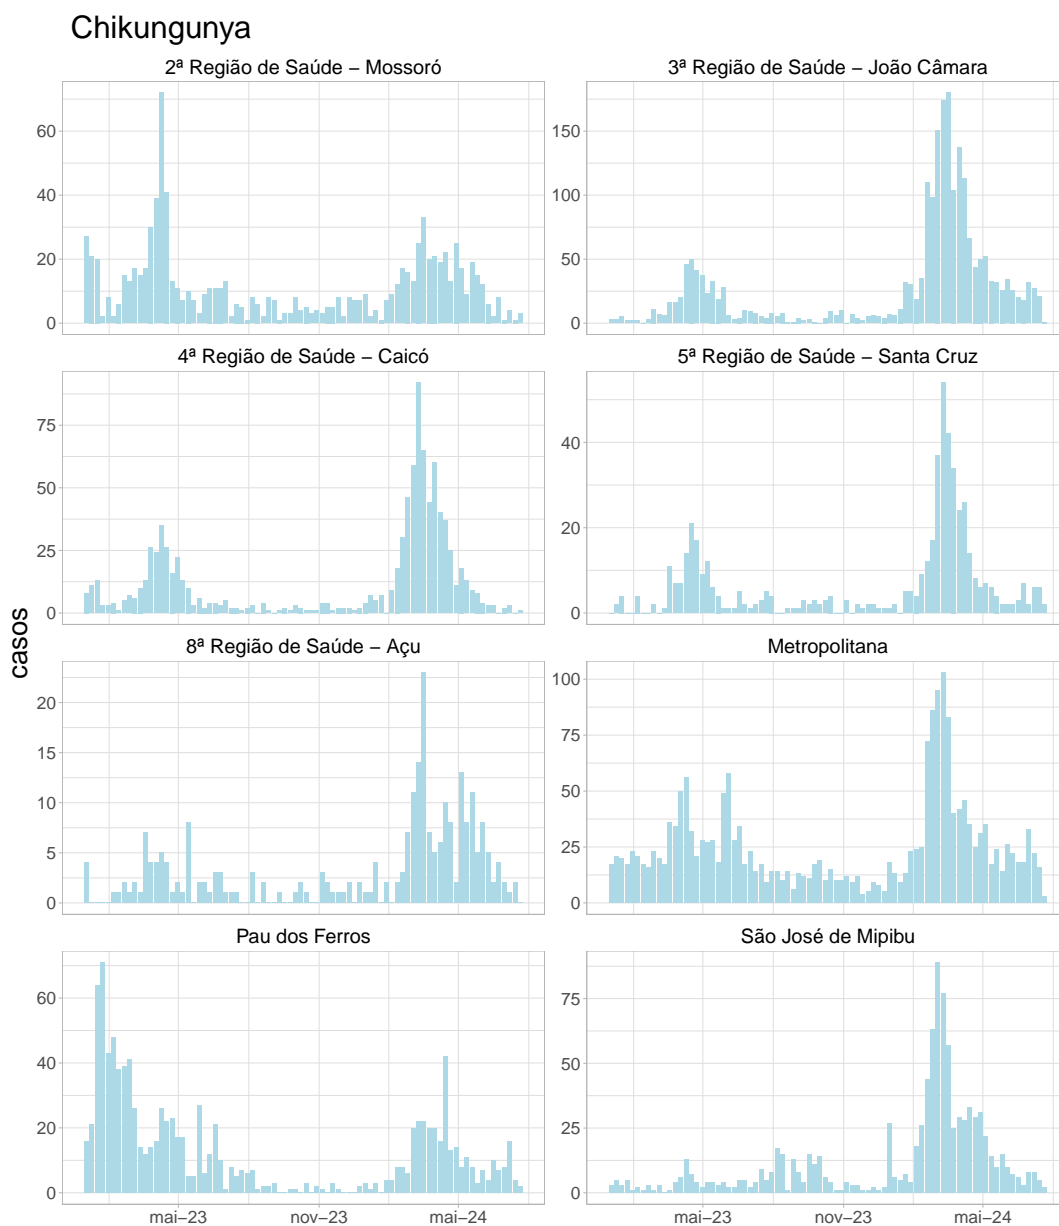 Chikungunya
2ª Região de Saúde – Mossoró
3ª Região de Saúde – João Câmara
60
40
20
0
150
100
50
0
4ª Região de Saúde – Caicó
5ª Região de Saúde – Santa Cruz
75
50
25
0
40
20
0
casos
8ª Região de Saúde – Açu
Metropolitana
20
15
10
5
0
100
75
50
25
0
Pau dos Ferros
São José de Mipibu
60
40
20
0
75
50
25
0
mai–23 nov–23 mai–24
mai–23 nov–23 mai–24